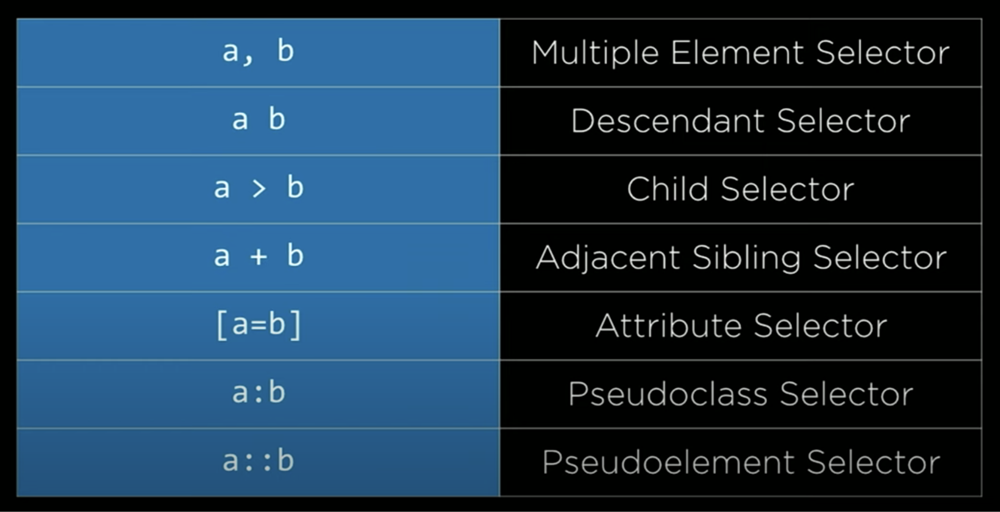 a, b
Multiple Element Selector
a b
Descendant Selector
a > b
Child Selector
a + b
Adjacent Sibling Selector
[a=b]
Attribute Selector
a:b
Pseudoclass Selector
a::b
Pseudoelement Selector